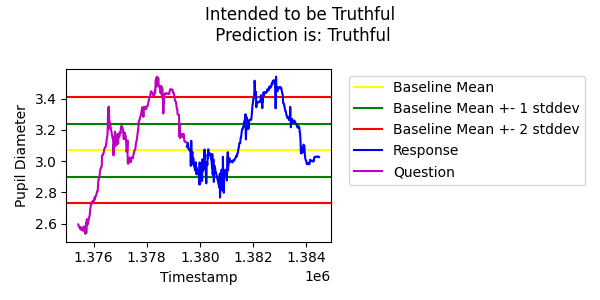 Intended to be Truthful
Prediction is: Truthful
Pupil Diameter
3.4
3.2
3.0
2.8
2.6
1.376
1.378
1.380
1.382
1.384
1e6
Timestamp
Baseline Mean
Baseline Mean +- 1 stddev
Baseline Mean +- 2 stddev
Response
Question